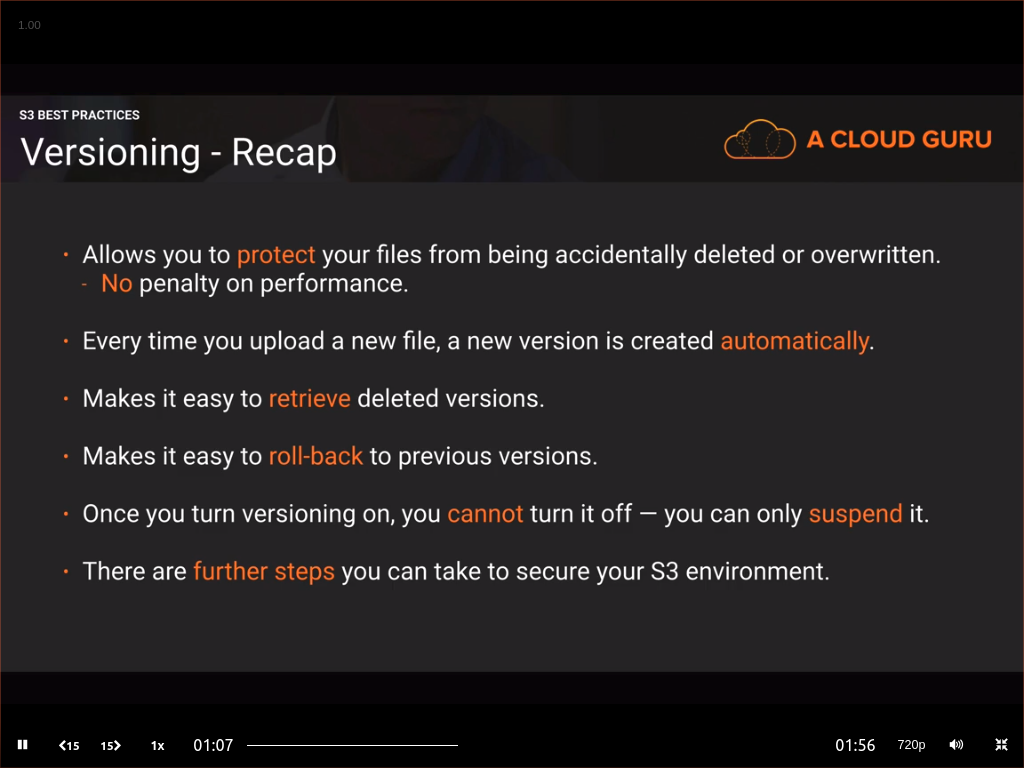 1.00
S3 BEST PRACTICES
Versioning - Recap
A CLOUD GURU
· Allows you to protect your files from being accidentally deleted or overwritten.
- No penalty on performance.
· Every time you upload a new file, a new version is created automatically.
· Makes it easy to retrieve deleted versions.
· Makes it easy to roll-back to previous versions.
· Once you turn versioning on, you cannot turn it off — you can only suspend it.
· There are further steps you can take to secure your S3 environment.
15 15 1x 01:07 01:56 720p